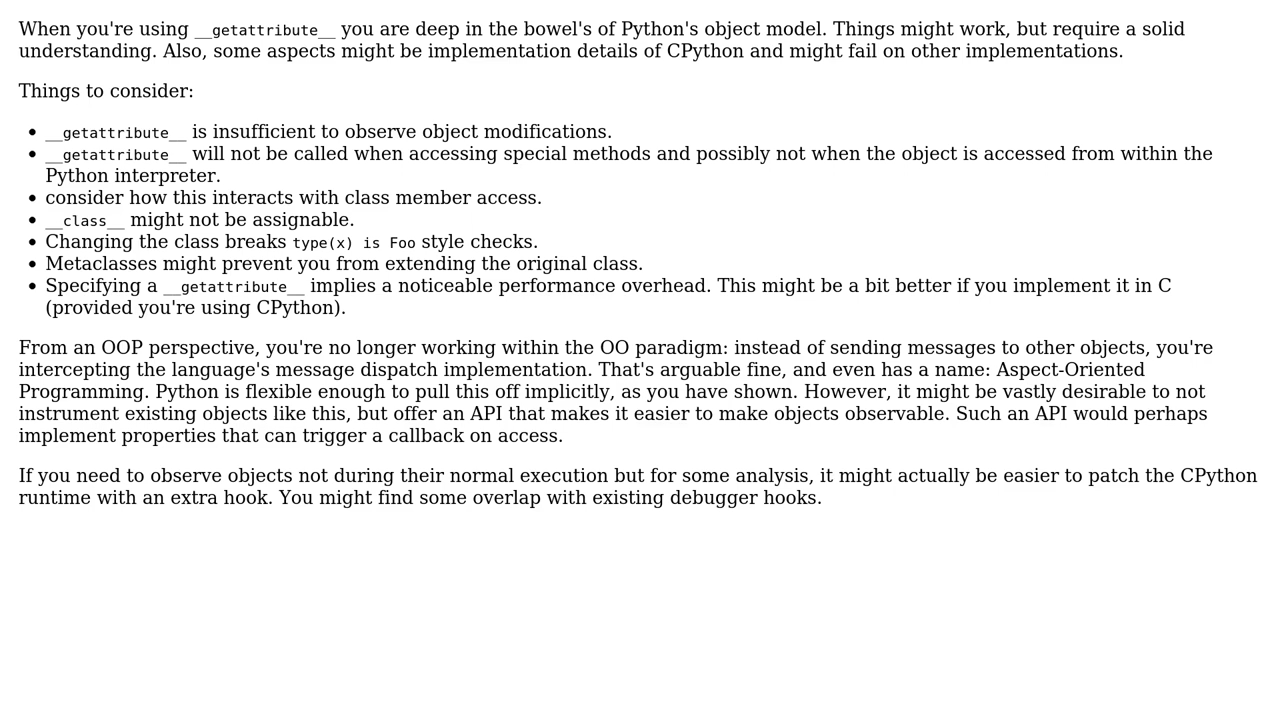 When you're using __getattribute__ you are deep in the bowel's of Python's object model. Things might work, but require a solid
understanding. Also, some aspects might be implementation details of CPython and might fail on other implementations.
Things to consider:
• __getattribute__ is insufficient to observe object modifications.
• __getattribute__ will not be called when accessing special methods and possibly not when the object is accessed from within the
Python interpreter.
• consider how this interacts with class member access.
• __class__ might not be assignable.
• Changing the class breaks type(x) is Foo style checks.
• Metaclasses might prevent you from extending the original class.
• Specifying a __getattribute__ implies a noticeable performance overhead. This might be a bit better if you implement it in C
(provided you're using CPython).
From an OOP perspective, you're no longer working within the OO paradigm: instead of sending messages to other objects, you're
intercepting the language's message dispatch implementation. That's arguable fine, and even has a name: Aspect-Oriented
Programming. Python is flexible enough to pull this off implicitly, as you have shown. However, it might be vastly desirable to not
instrument existing objects like this, but offer an API that makes it easier to make objects observable. Such an API would perhaps
implement properties that can trigger a callback on access.
If you need to observe objects not during their normal execution but for some analysis, it might actually be easier to patch the CPython
runtime with an extra hook. You might find some overlap with existing debugger hooks.